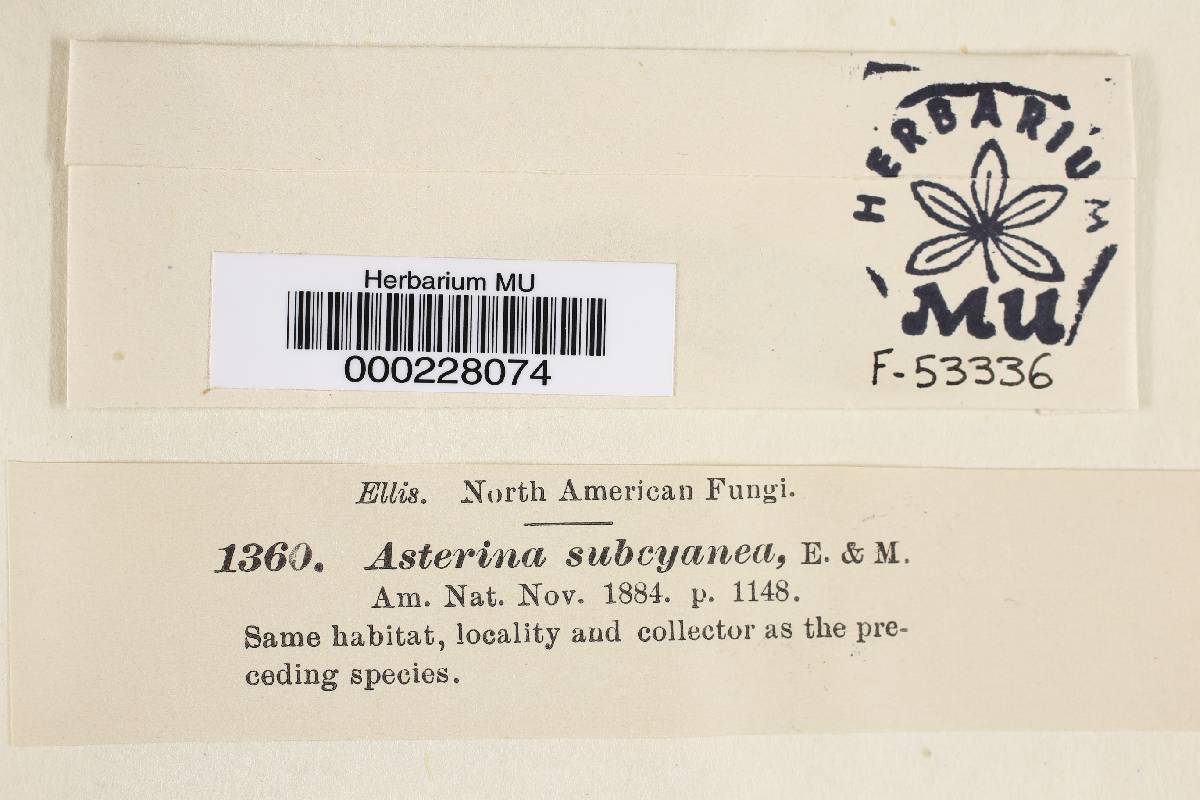 HERBARIUM
MU
Herbarium MU
000228074
F-53336
Ellis. North American Fungi.
1360. Asterina subcyanea, E. & M.
Am. Nat. Nov. 1884. p. 1148.
Same habitat, locality and collector as the pre-
ceding species.